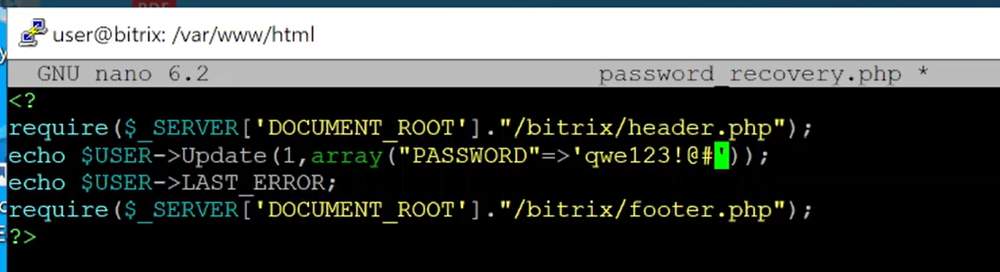 PDF
user@bitrix: /var/www/html
GNU nano 6.2 password_recovery.php *
<?
require($_SERVER['DOCUMENT_ROOT']."/bitrix/header.php");
echo $USER->Update(1,array("PASSWORD"=>'qwe123!@#'));
echo $USER->LAST_ERROR;
require($_SERVER['DOCUMENT_ROOT']."/bitrix/footer.php");
?>